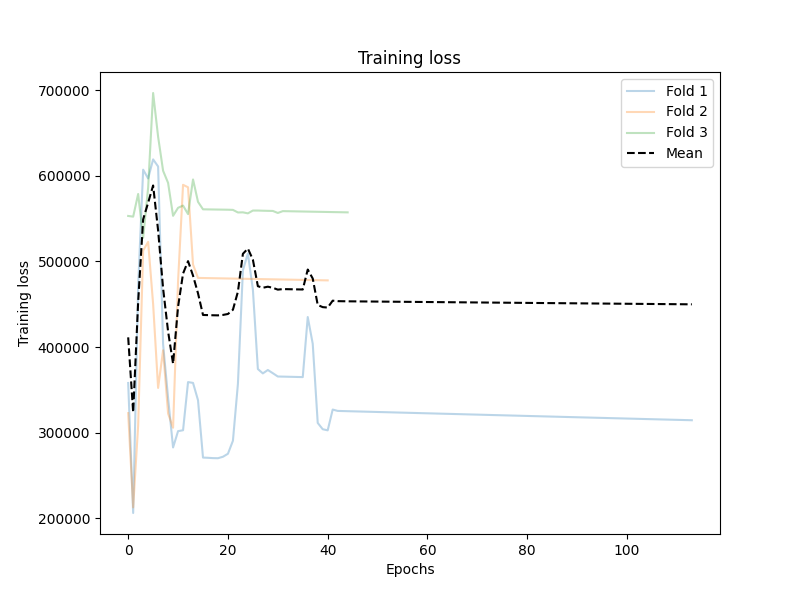 Training loss
Training loss
700000
600000
500000
400000
300000
200000
0
20
40
60
80
100
Epochs
Fold 1
Fold 2
Fold 3
Mean